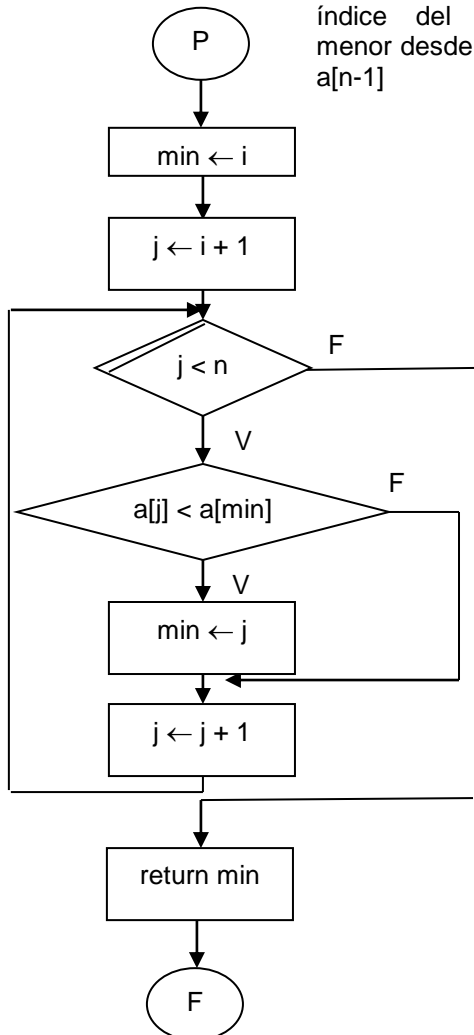 índice del
menor desde
a[n-1]
P
min ← i
j ← i + 1
j < n
F
V
a[j] < a[min]
F
V
min ← j
j ← j + 1
return min
F